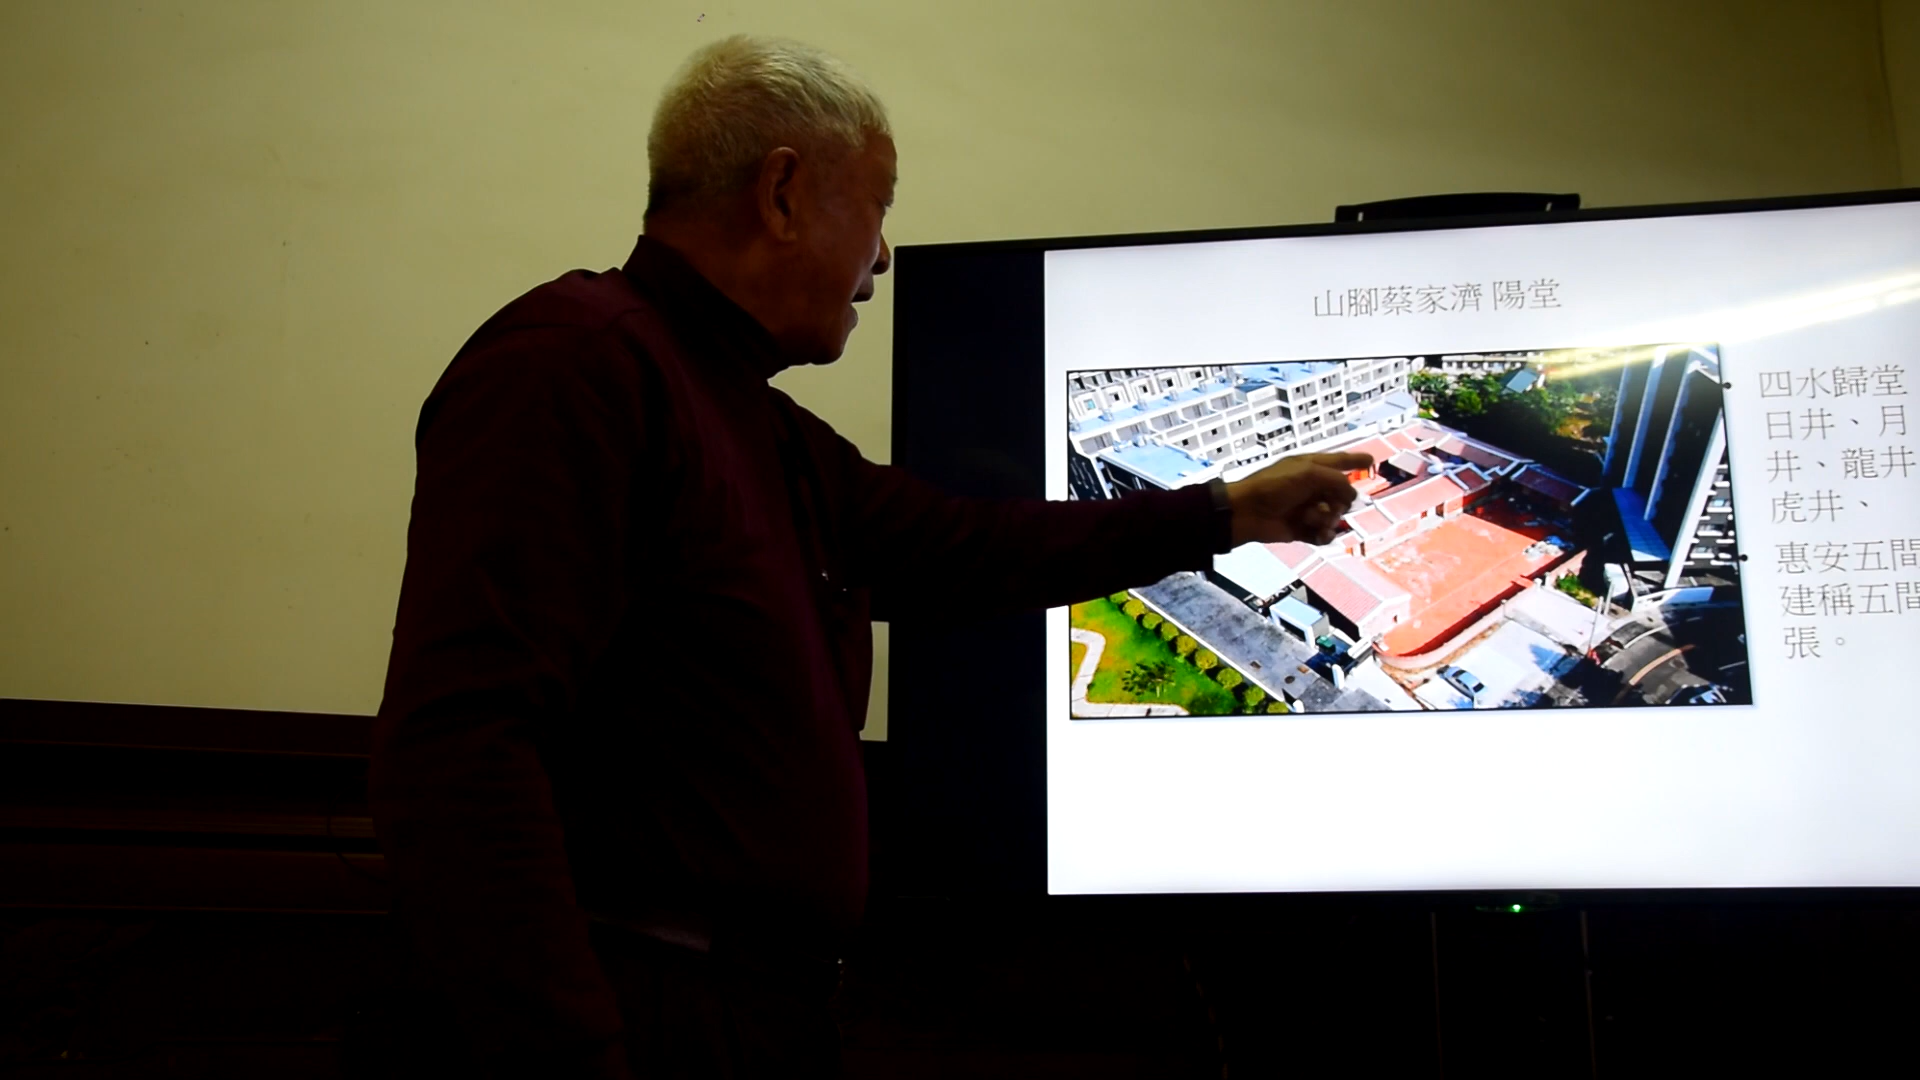 山腳蔡家濟 陽堂
四水歸堂
日井、月
井、龍井
虎井、
惠安五間
建稱五間
張。